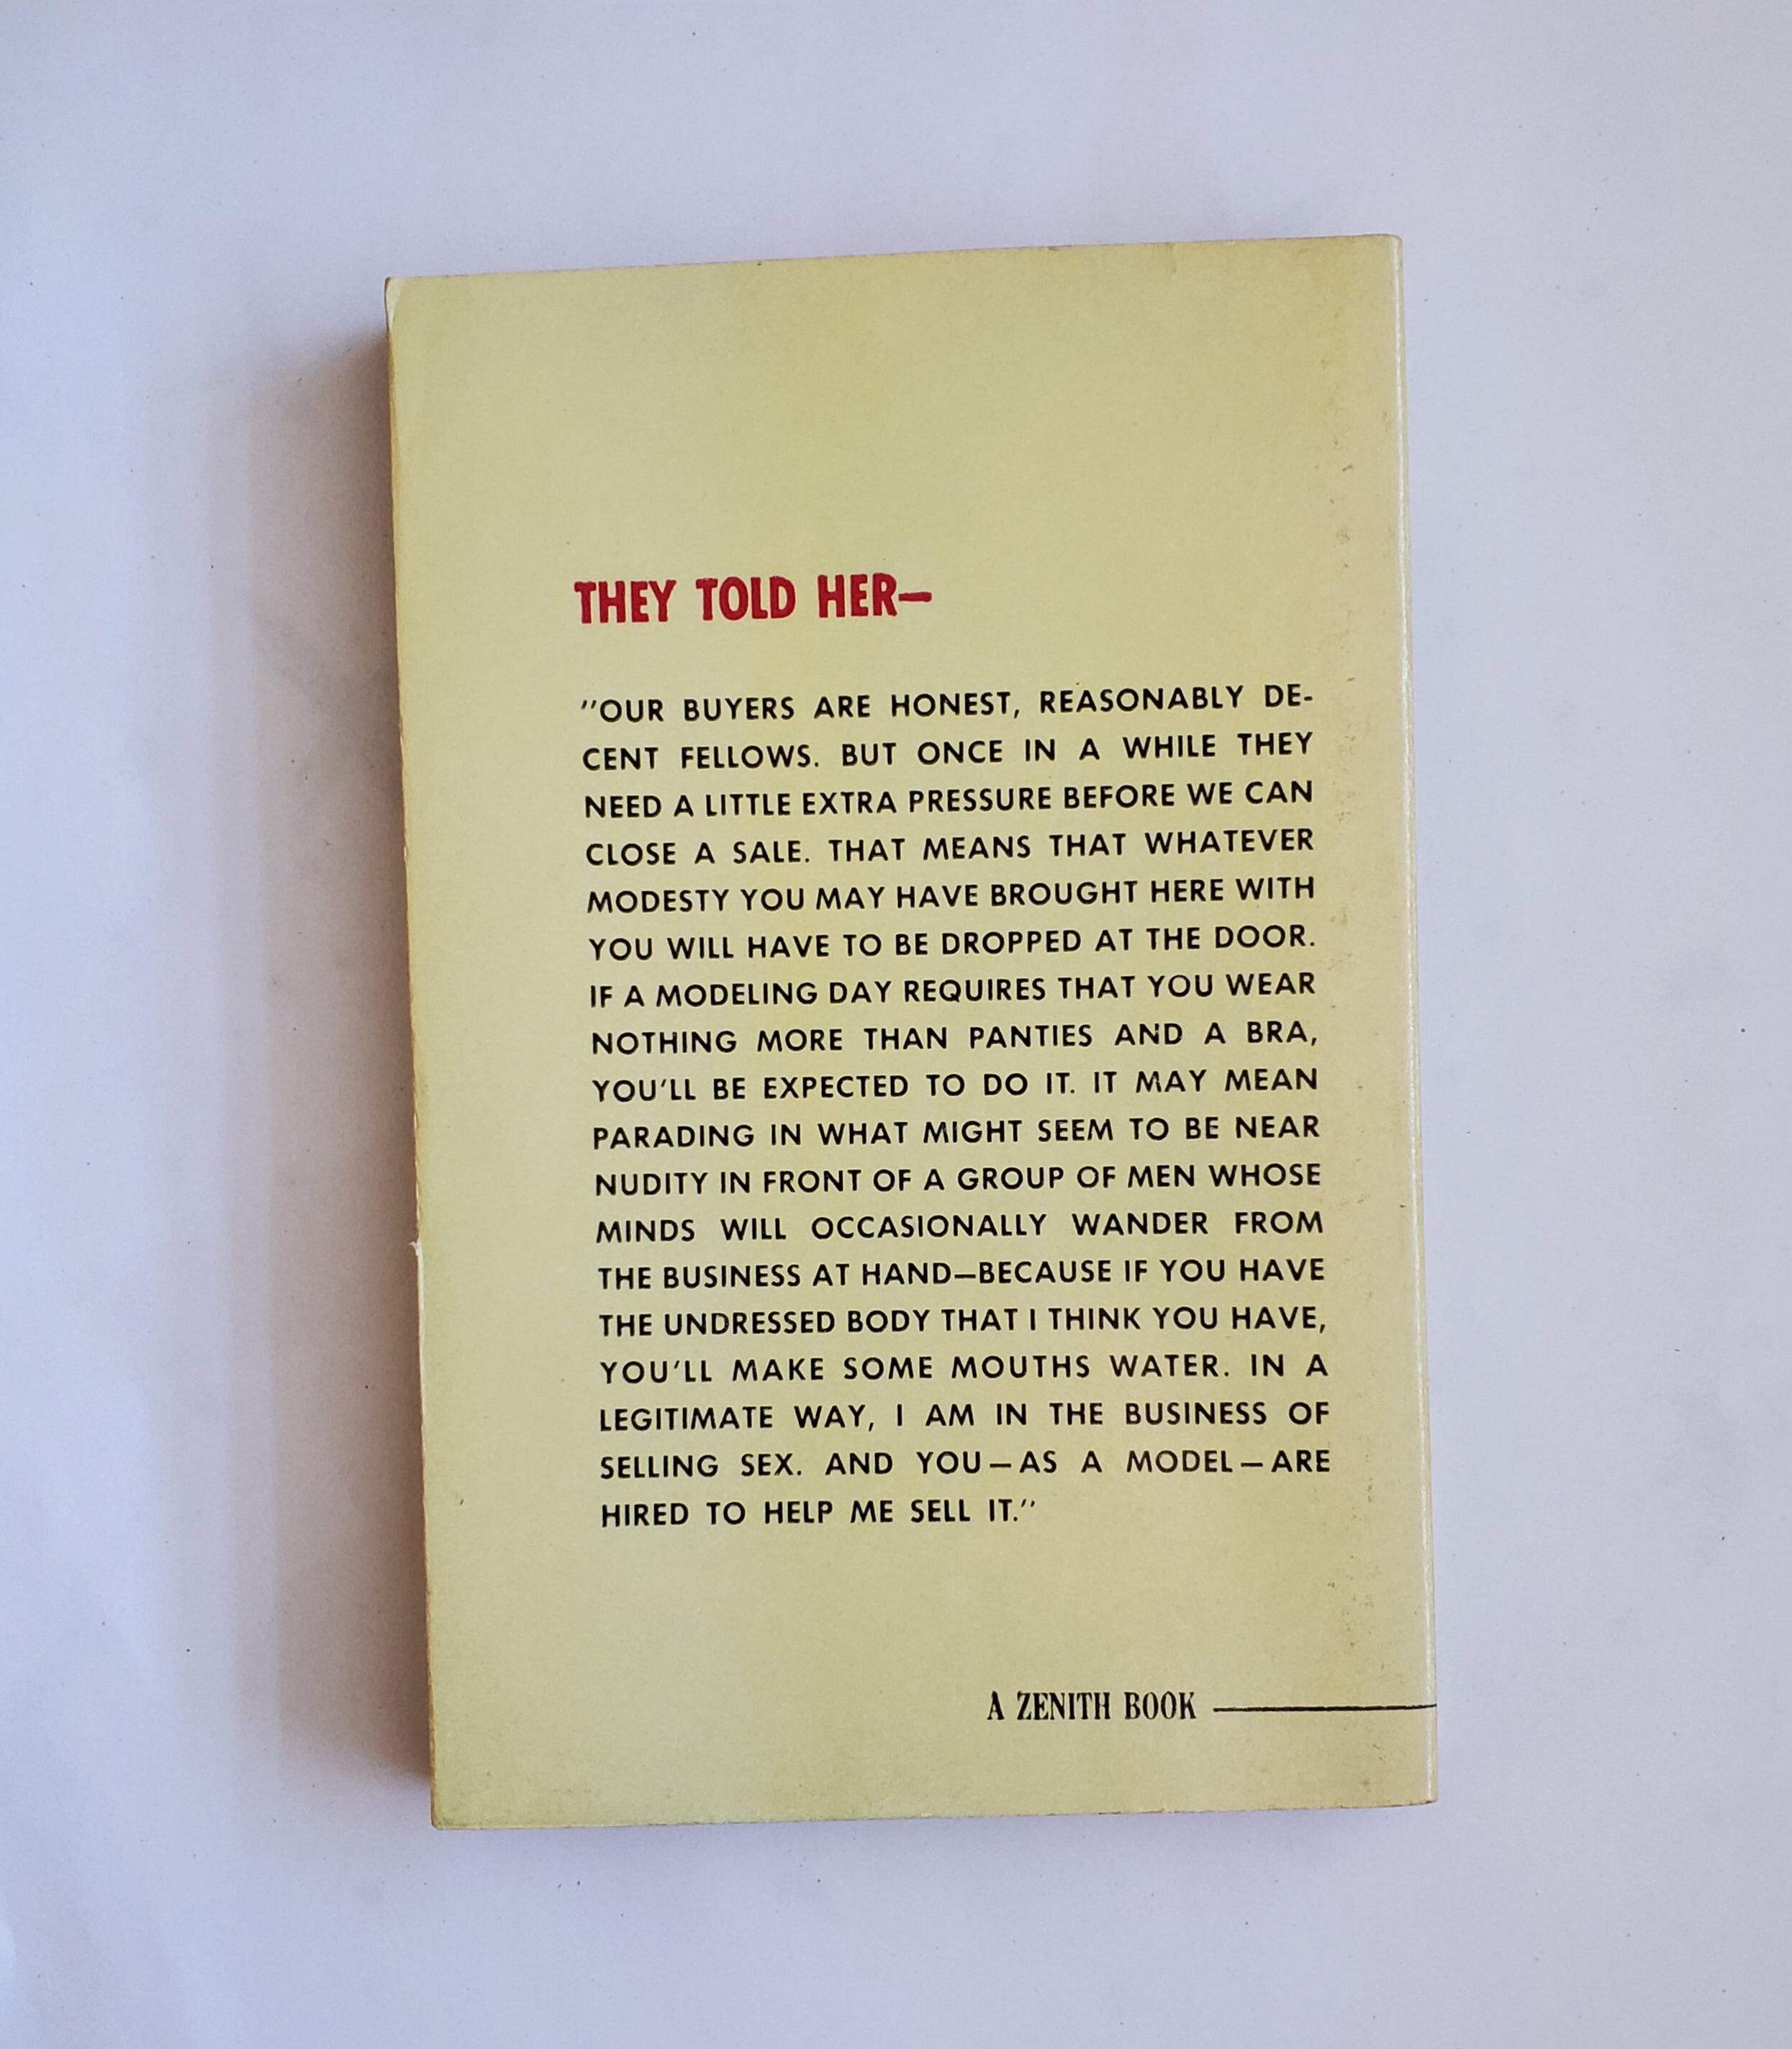 THEY TOLD HER—
"OUR BUYERS ARE HONEST, REASONABLY DE-
CENT FELLOWS. BUT ONCE IN A WHILE THEY
NEED A LITTLE EXTRA PRESSURE BEFORE WE CAN
CLOSE A SALE. THAT MEANS THAT WHATEVER
MODESTY YOU MAY HAVE BROUGHT HERE WITH
YOU WILL HAVE TO BE DROPPED AT THE DOOR.
IF A MODELING DAY REQUIRES THAT YOU WEAR
NOTHING MORE THAN PANTIES AND A BRA,
YOU'LL BE EXPECTED TO DO IT. IT MAY MEAN
PARADING IN WHAT MIGHT SEEM TO BE NEAR
NUDITY IN FRONT OF A GROUP OF MEN WHOSE
MINDS WILL OCCASIONALLY WANDER FROM
THE BUSINESS AT HAND—BECAUSE IF YOU HAVE
THE UNDRESSED BODY THAT I THINK YOU HAVE,
YOU'LL MAKE SOME MOUTHS WATER. IN A
LEGITIMATE WAY, I AM IN THE BUSINESS OF
SELLING SEX. AND YOU—AS A MODEL—ARE
HIRED TO HELP ME SELL IT."
A ZENITH BOOK